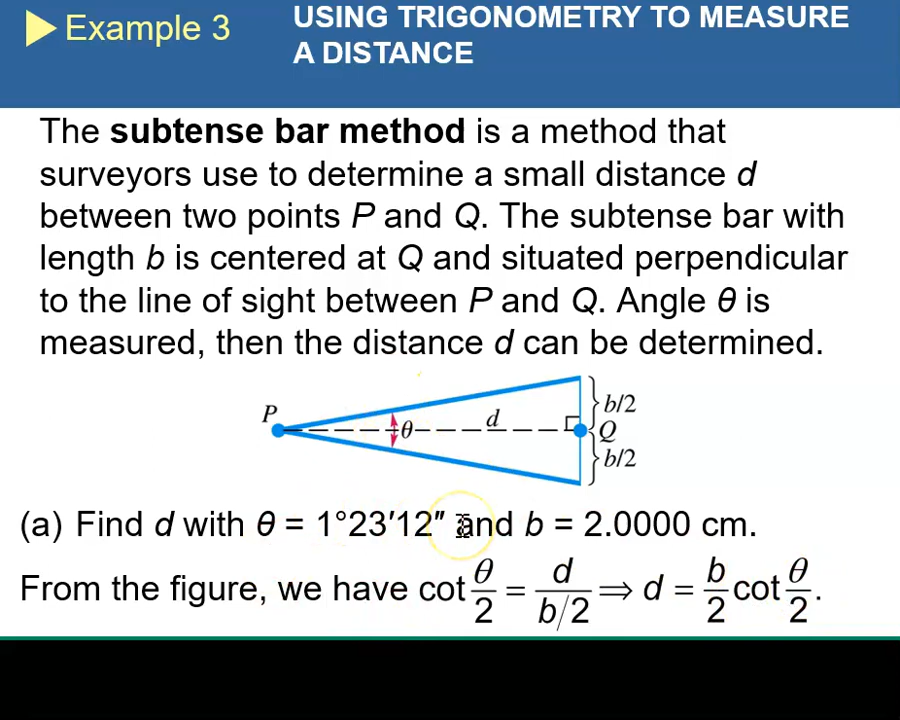 Example 3
USING TRIGONOMETRY TO MEASURE
A DISTANCE
The subtense bar method is a method that
surveyors use to determine a small distance d
between two points P and Q. The subtense bar with
length b is centered at Q and situated perpendicular
to the line of sight between P and Q. Angle θ is
measured, then the distance d can be determined.
P
θ
d
b/2
Q
b/2
(a) Find d with θ = 1°23′12″ and b = 2.0000 cm.
From the figure, we have cot θ/2 = d/(b/2) ⟹ d = b/2 cot θ/2.